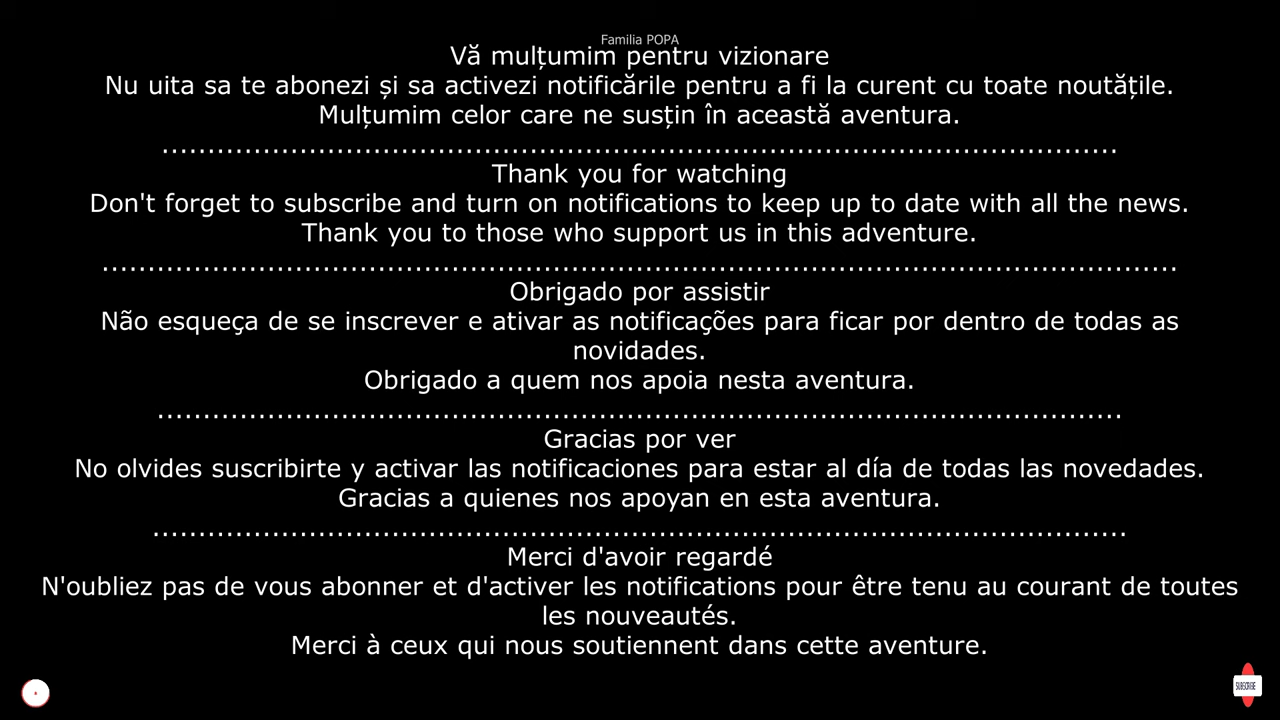 Familia POPA
Vă mulțumim pentru vizionare
Nu uita sa te abonezi și sa activezi notificările pentru a fi la curent cu toate noutățile.
Mulțumim celor care ne susțin în această aventura.
........................................................................................................
Thank you for watching
Don't forget to subscribe and turn on notifications to keep up to date with all the news.
Thank you to those who support us in this adventure.
.....................................................................................................................
Obrigado por assistir
Não esqueça de se inscrever e ativar as notificações para ficar por dentro de todas as
novidades.
Obrigado a quem nos apoia nesta aventura.
.........................................................................................................
Gracias por ver
No olvides suscribirte y activar las notificaciones para estar al día de todas las novedades.
Gracias a quienes nos apoyan en esta aventura.
..........................................................................................................
Merci d'avoir regardé
N'oubliez pas de vous abonner et d'activer les notifications pour être tenu au courant de toutes
les nouveautés.
Merci à ceux qui nous soutiennent dans cette aventure.
SUBSCRIBE